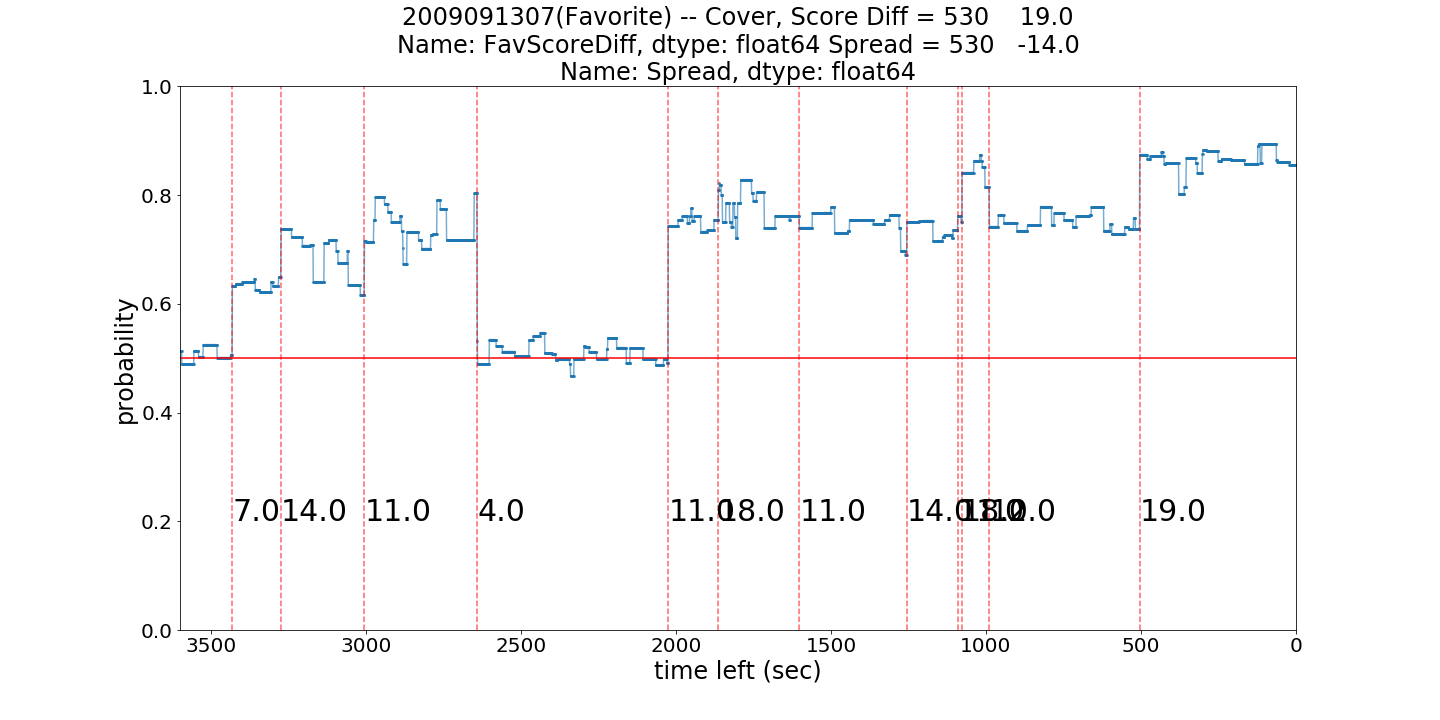 2009091307(Favorite) -- Cover, Score Diff = 530    19.0
Name: FavScoreDiff, dtype: float64 Spread = 530   -14.0
Name: Spread, dtype: float64
1.0
0.8
0.6
0.4
0.2
0.0
probability
7.0 14.0 11.0 4.0 11.0 18.0 11.0 14.0 19.0
3500 3000 2500 2000 1500 1000 500 0
time left (sec)